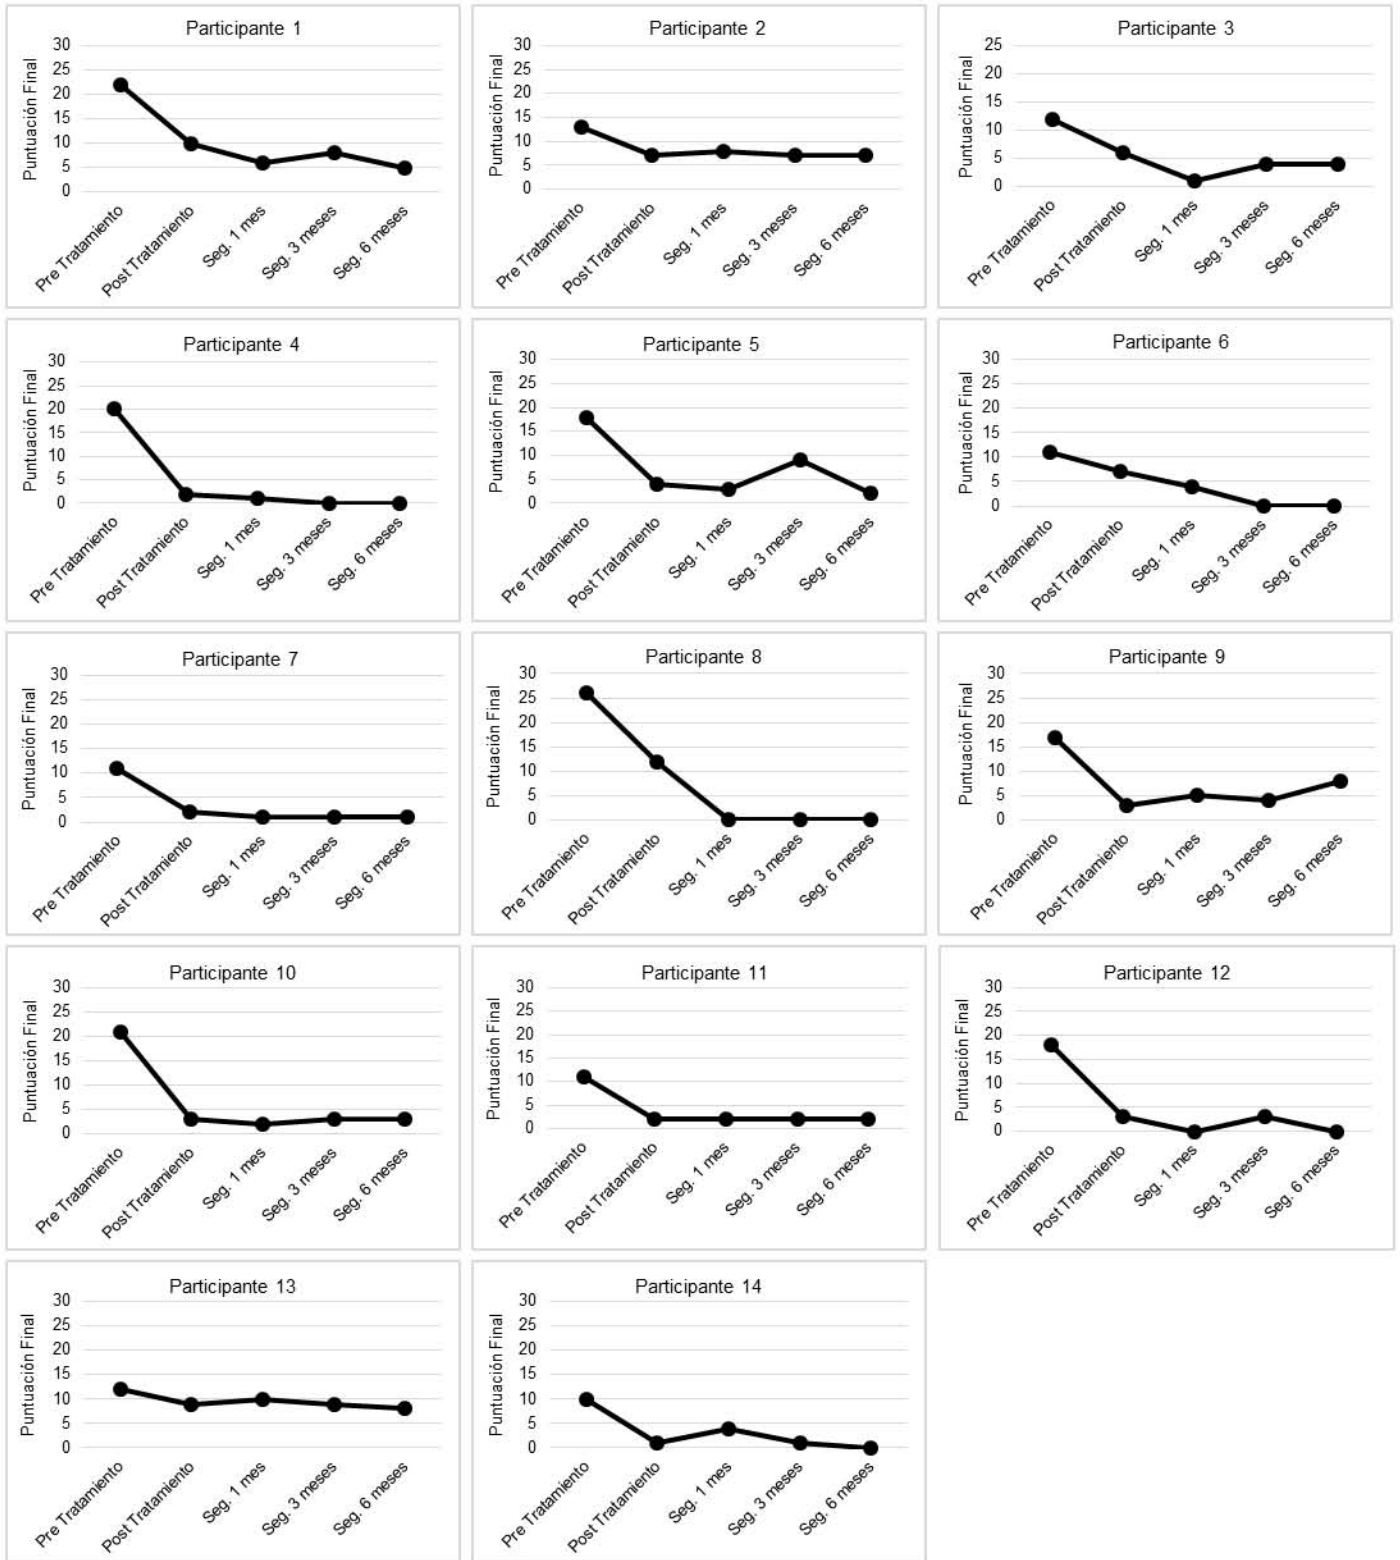 Participante 1
Puntuación Final
30
25
20
15
10
5
0
Pre Tratamiento
Post Tratamiento
Seg. 1 mes
Seg. 3 meses
Seg. 6 meses
Participante 2
Puntuación Final
30
25
20
15
10
5
0
Pre Tratamiento
Post Tratamiento
Seg. 1 mes
Seg. 3 meses
Seg. 6 meses
Participante 3
Puntuación Final
25
20
15
10
5
0
Pre Tratamiento
Post Tratamiento
Seg. 1 mes
Seg. 3 meses
Seg. 6 meses
Participante 4
Puntuación Final
30
25
20
15
10
5
0
Pre Tratamiento
Post Tratamiento
Seg. 1 mes
Seg. 3 meses
Seg. 6 meses
Participante 5
Puntuación Final
30
25
20
15
10
5
0
Pre Tratamiento
Post Tratamiento
Seg. 1 mes
Seg. 3 meses
Seg. 6 meses
Participante 6
Puntuación Final
30
25
20
15
10
5
0
Pre Tratamiento
Post Tratamiento
Seg. 1 mes
Seg. 3 meses
Seg. 6 meses
Participante 7
Puntuación Final
30
25
20
15
10
5
0
Pre Tratamiento
Post Tratamiento
Seg. 1 mes
Seg. 3 meses
Seg. 6 meses
Participante 8
Puntuación Final
30
25
20
15
10
5
0
Pre Tratamiento
Post Tratamiento
Seg. 1 mes
Seg. 3 meses
Seg. 6 meses
Participante 9
Puntuación Final
30
25
20
15
10
5
0
Pre Tratamiento
Post Tratamiento
Seg. 1 mes
Seg. 3 meses
Seg. 6 meses
Participante 10
Puntuación Final
30
25
20
15
10
5
0
Pre Tratamiento
Post Tratamiento
Seg. 1 mes
Seg. 3 meses
Seg. 6 meses
Participante 11
Puntuación Final
30
25
20
15
10
5
0
Pre Tratamiento
Post Tratamiento
Seg. 1 mes
Seg. 3 meses
Seg. 6 meses
Participante 12
Puntuación Final
30
25
20
15
10
5
0
Pre Tratamiento
Post Tratamiento
Seg. 1 mes
Seg. 3 meses
Seg. 6 meses
Participante 13
Puntuación Final
30
25
20
15
10
5
0
Pre Tratamiento
Post Tratamiento
Seg. 1 mes
Seg. 3 meses
Seg. 6 meses
Participante 14
Puntuación Final
30
25
20
15
10
5
0
Pre Tratamiento
Post Tratamiento
Seg. 1 mes
Seg. 3 meses
Seg. 6 meses